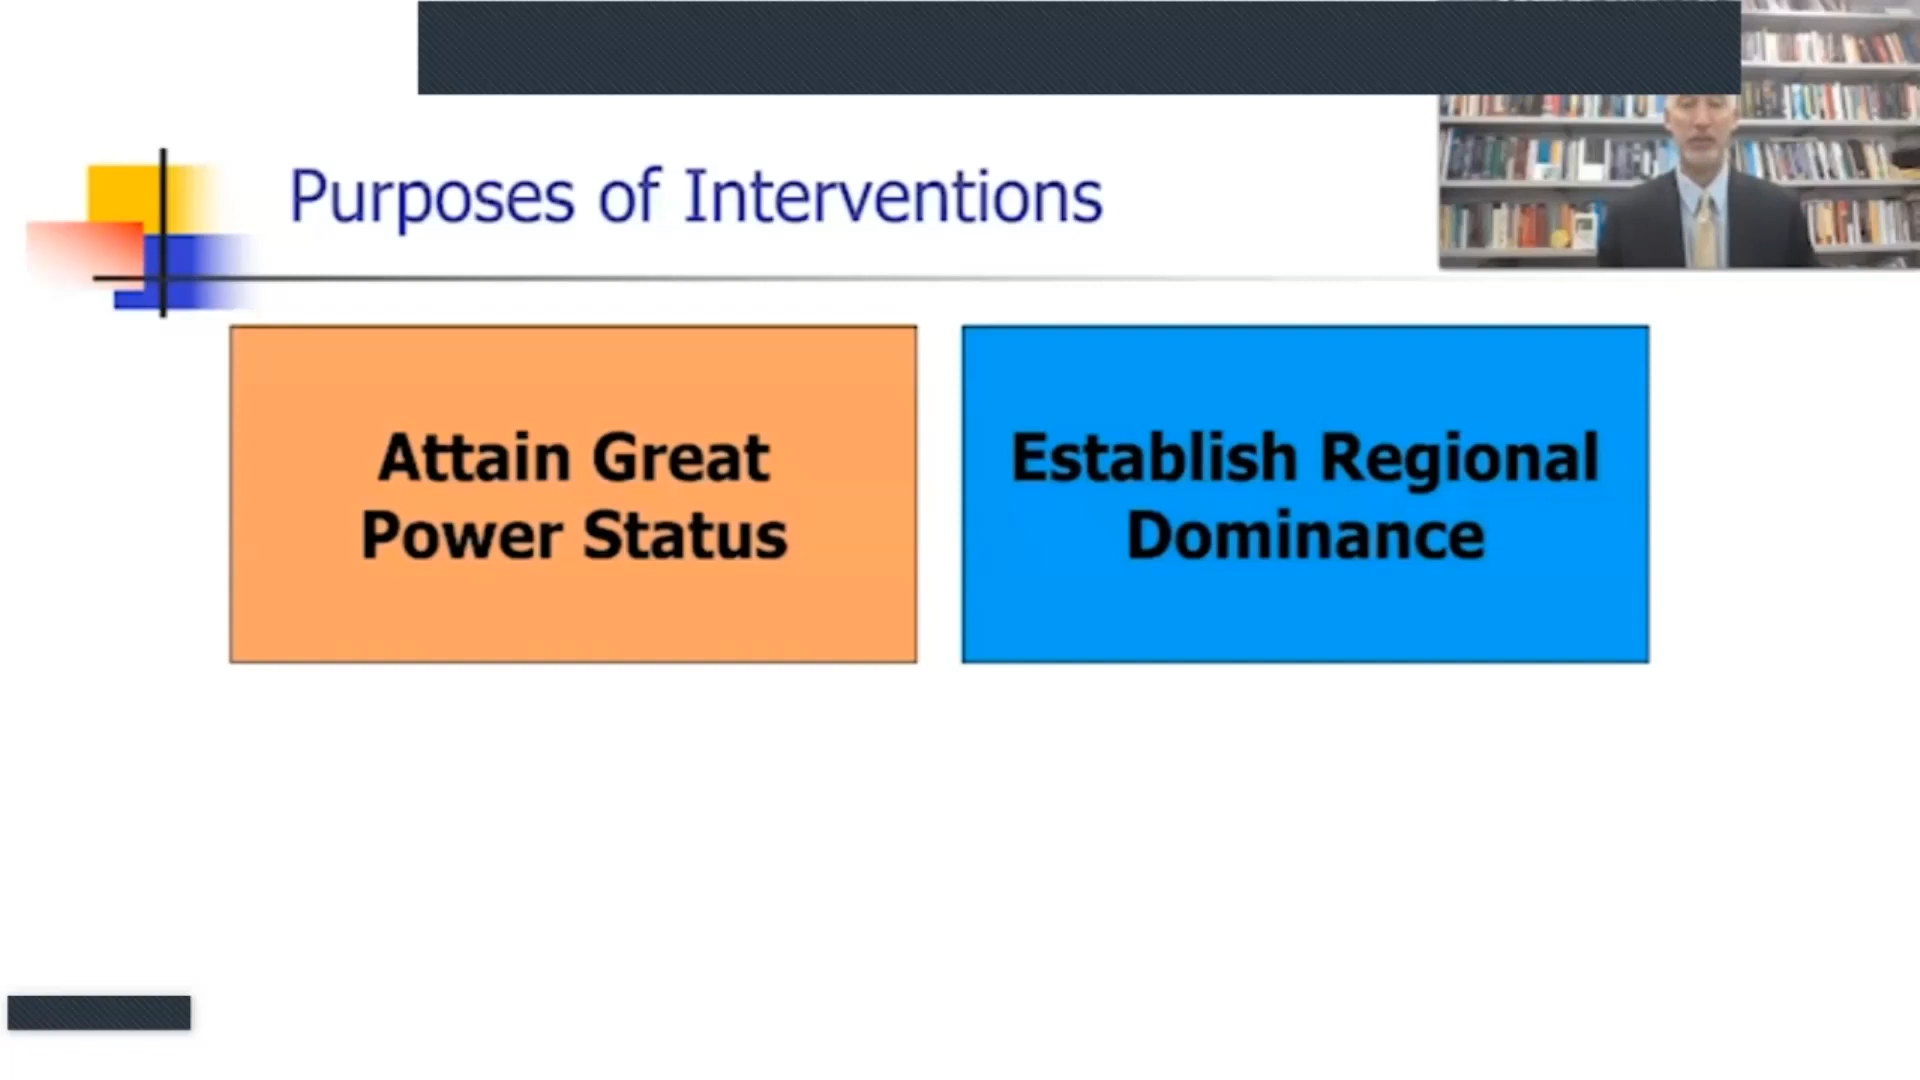 Purposes of Interventions
Attain Great
Power Status
Establish Regional
Dominance